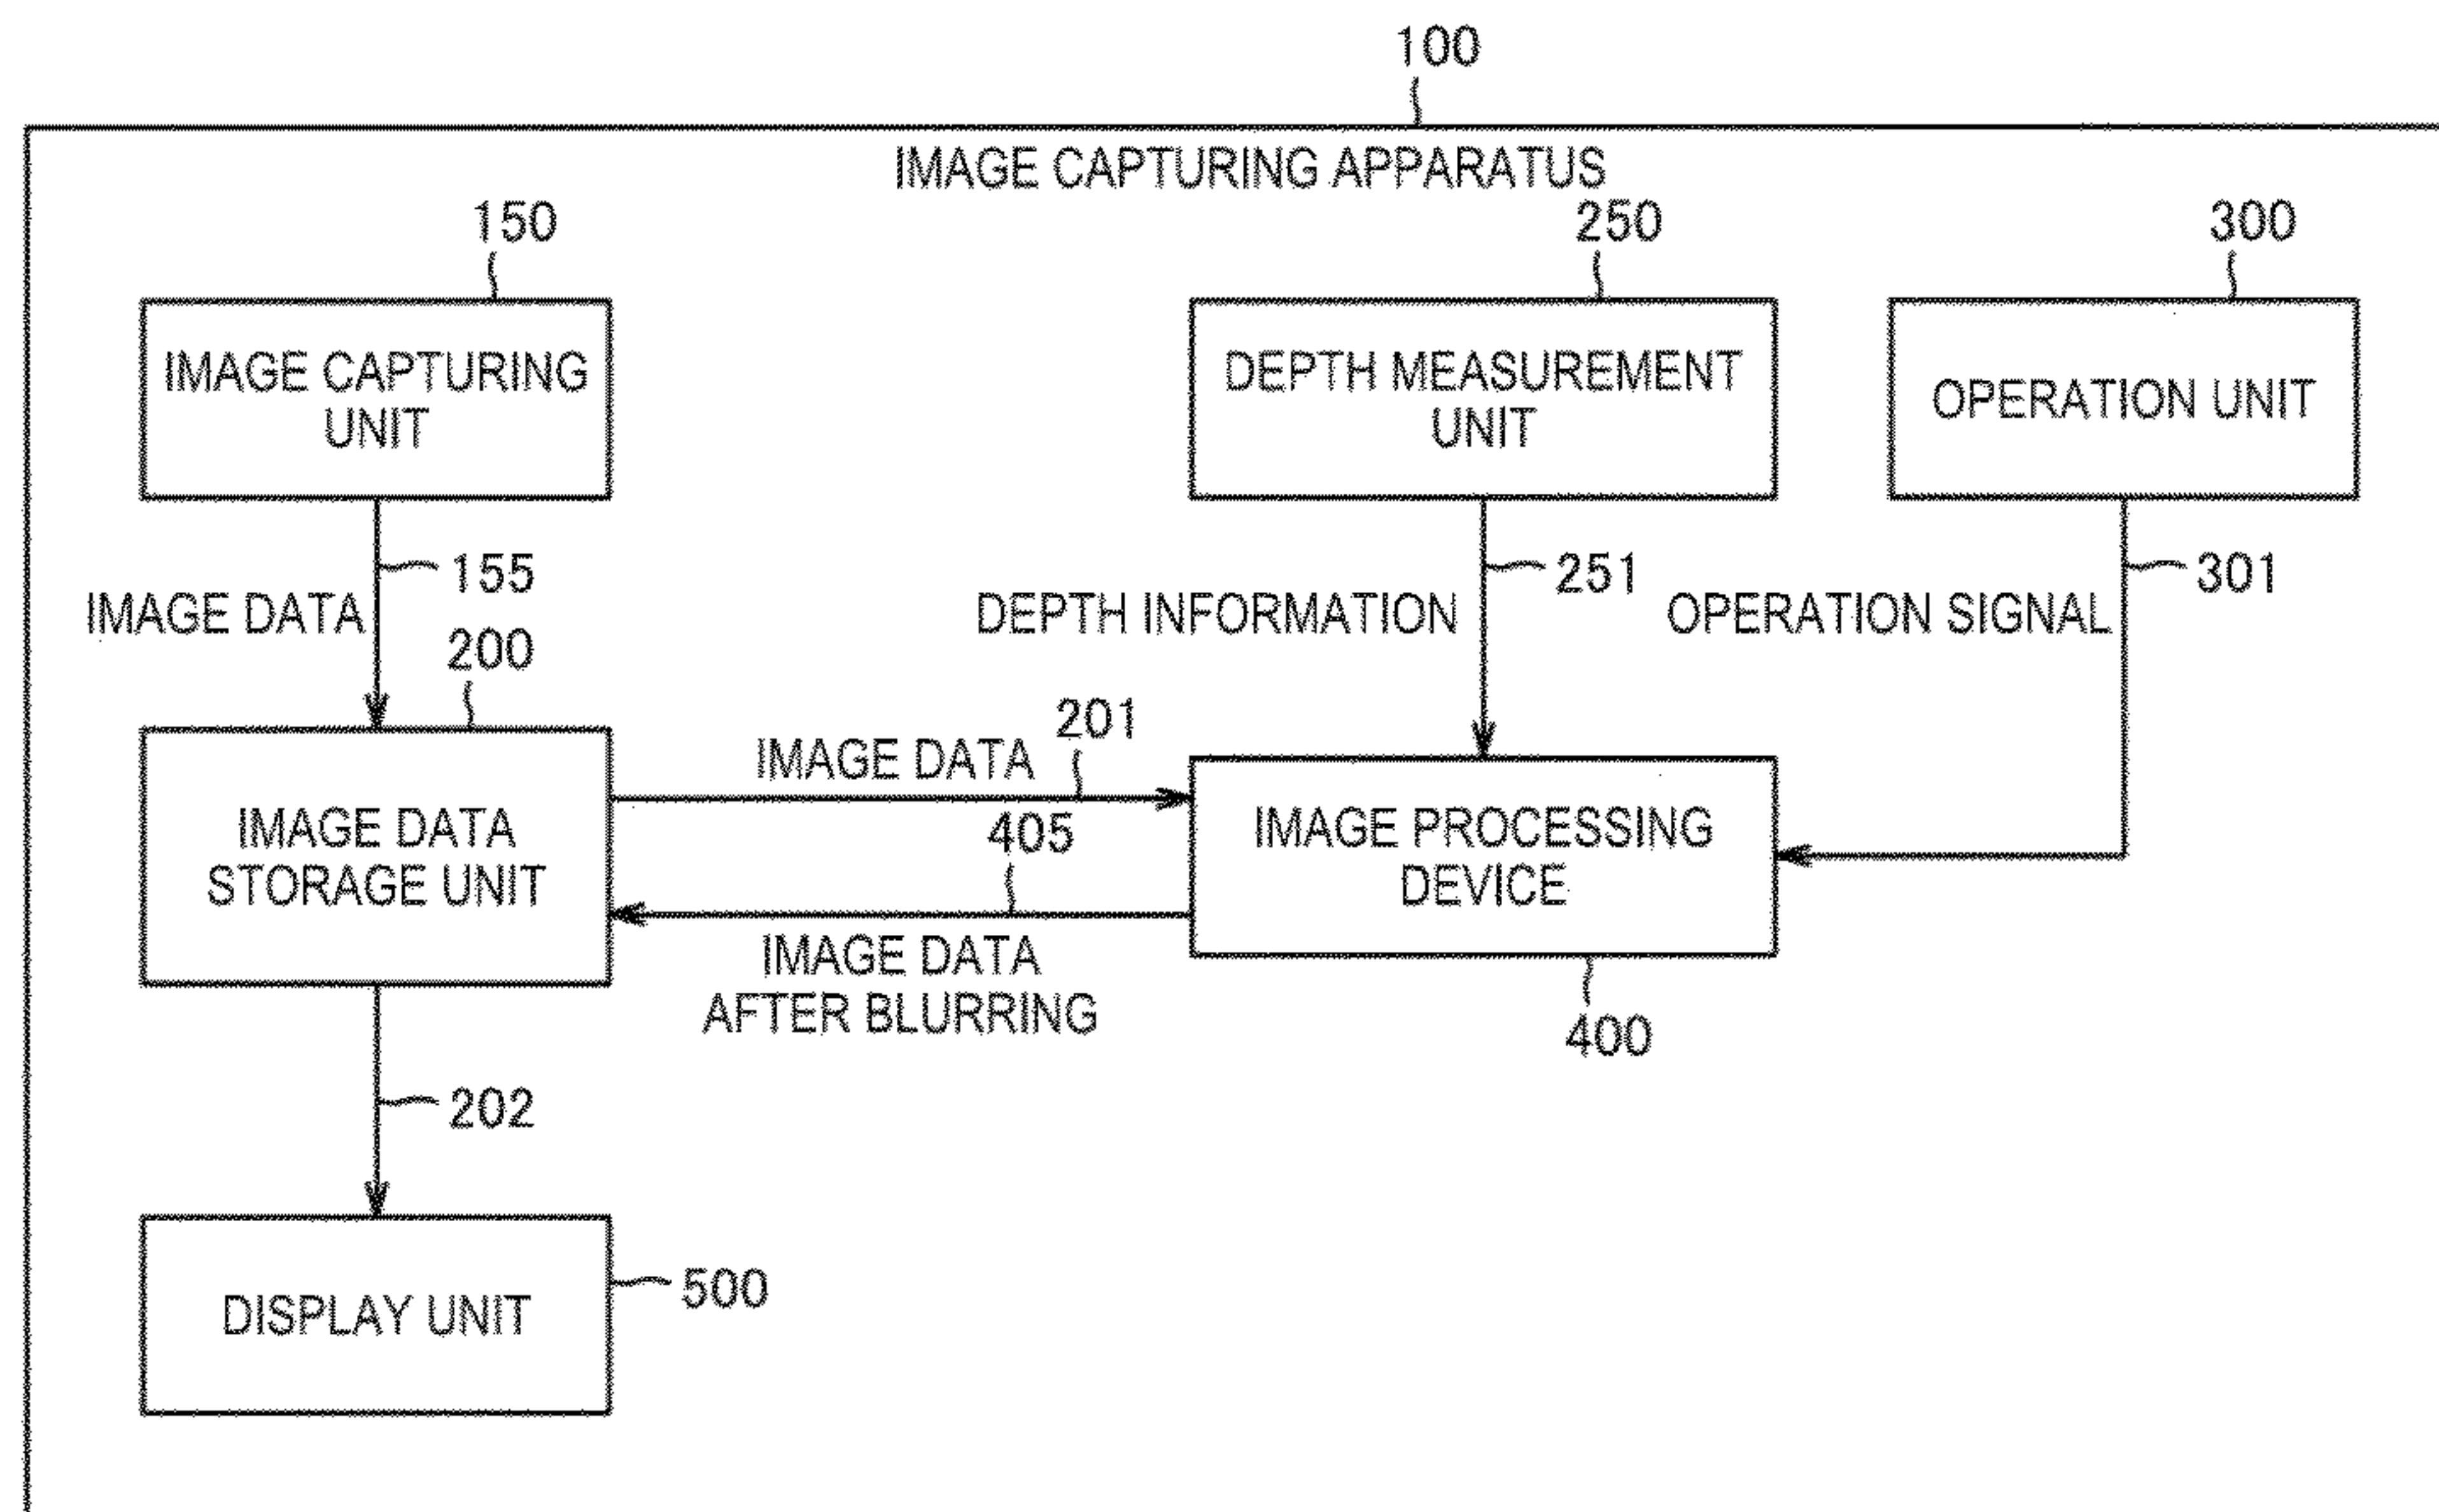 100
IMAGE CAPTURING APPARATUS
150
250
300
IMAGE CAPTURING
UNIT
DEPTH MEASUREMENT
UNIT
OPERATION UNIT
155
251
301
IMAGE DATA
DEPTH INFORMATION
OPERATION SIGNAL
200
201
IMAGE DATA
405
IMAGE DATA
STORAGE UNIT
IMAGE PROCESSING
DEVICE
IMAGE DATA
AFTER BLURRING
400
202
500
DISPLAY UNIT